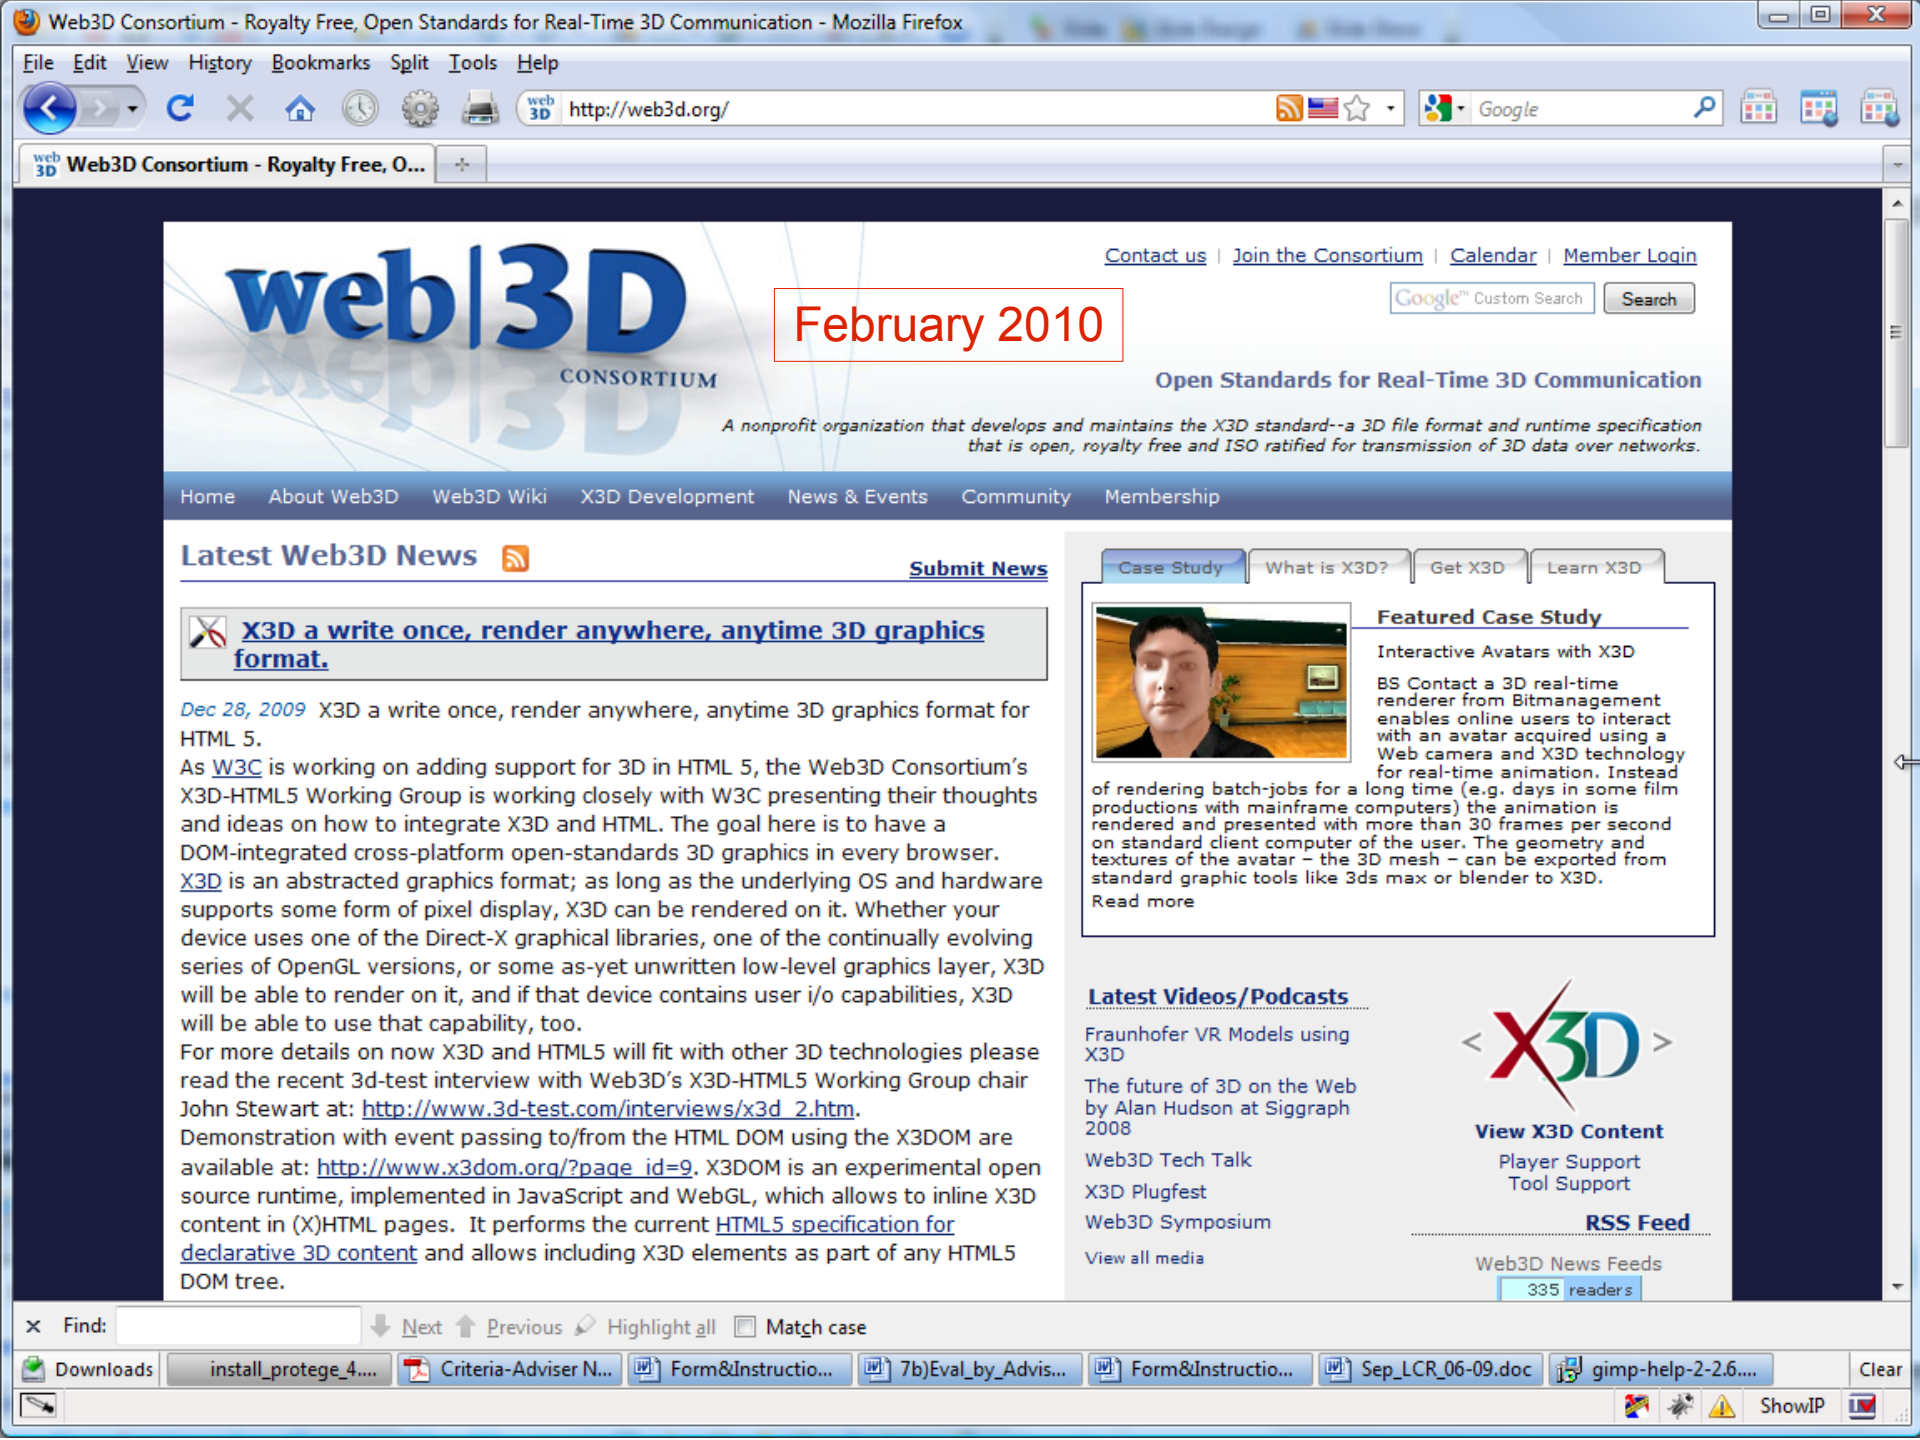 Web3D Consortium - Royalty Free, Open Standards for Real-Time 3D Communication - Mozilla Firefox
File Edit View History Bookmarks Split Tools Help
web 3D http://web3d.org/ Google
web 3D Web3D Consortium - Royalty Free, O...
web|3D
CONSORTIUM
February 2010
Contact us | Join the Consortium | Calendar | Member Login
Google™ Custom Search Search
Open Standards for Real-Time 3D Communication
A nonprofit organization that develops and maintains the X3D standard--a 3D file format and runtime specification
that is open, royalty free and ISO ratified for transmission of 3D data over networks.
Home About Web3D Web3D Wiki X3D Development News & Events Community Membership
Latest Web3D News
Submit News
X3D a write once, render anywhere, anytime 3D graphics
format.
Dec 28, 2009 X3D a write once, render anywhere, anytime 3D graphics format for
HTML 5.
As W3C is working on adding support for 3D in HTML 5, the Web3D Consortium's
X3D-HTML5 Working Group is working closely with W3C presenting their thoughts
and ideas on how to integrate X3D and HTML. The goal here is to have a
DOM-integrated cross-platform open-standards 3D graphics in every browser.
X3D is an abstracted graphics format; as long as the underlying OS and hardware
supports some form of pixel display, X3D can be rendered on it. Whether your
device uses one of the Direct-X graphical libraries, one of the continually evolving
series of OpenGL versions, or some as-yet unwritten low-level graphics layer, X3D
will be able to render on it, and if that device contains user i/o capabilities, X3D
will be able to use that capability, too.
For more details on now X3D and HTML5 will fit with other 3D technologies please
read the recent 3d-test interview with Web3D's X3D-HTML5 Working Group chair
John Stewart at: http://www.3d-test.com/interviews/x3d_2.htm.
Demonstration with event passing to/from the HTML DOM using the X3DOM are
available at: http://www.x3dom.org/?page_id=9. X3DOM is an experimental open
source runtime, implemented in JavaScript and WebGL, which allows to inline X3D
content in (X)HTML pages. It performs the current HTML5 specification for
declarative 3D content and allows including X3D elements as part of any HTML5
DOM tree.
Case Study What is X3D? Get X3D Learn X3D
Featured Case Study
Interactive Avatars with X3D
BS Contact a 3D real-time
renderer from Bitmanagement
enables online users to interact
with an avatar acquired using a
Web camera and X3D technology
for real-time animation. Instead
of rendering batch-jobs for a long time (e.g. days in some film
productions with mainframe computers) the animation is
rendered and presented with more than 30 frames per second
on standard client computer of the user. The geometry and
textures of the avatar – the 3D mesh – can be exported from
standard graphic tools like 3ds max or blender to X3D.
Read more
Latest Videos/Podcasts
Fraunhofer VR Models using
X3D
The future of 3D on the Web
by Alan Hudson at Siggraph
2008
Web3D Tech Talk
X3D Plugfest
Web3D Symposium
View all media
<X3D>
View X3D Content
Player Support
Tool Support
RSS Feed
Web3D News Feeds
335 readers
× Find: Next Previous Highlight all Match case
Downloads install_protege_4.... Criteria-Adviser N... Form&Instructio... 7b)Eval_by_Advis... Form&Instructio... Sep_LCR_06-09.doc gimp-help-2-2.6.... Clear
ShowIP